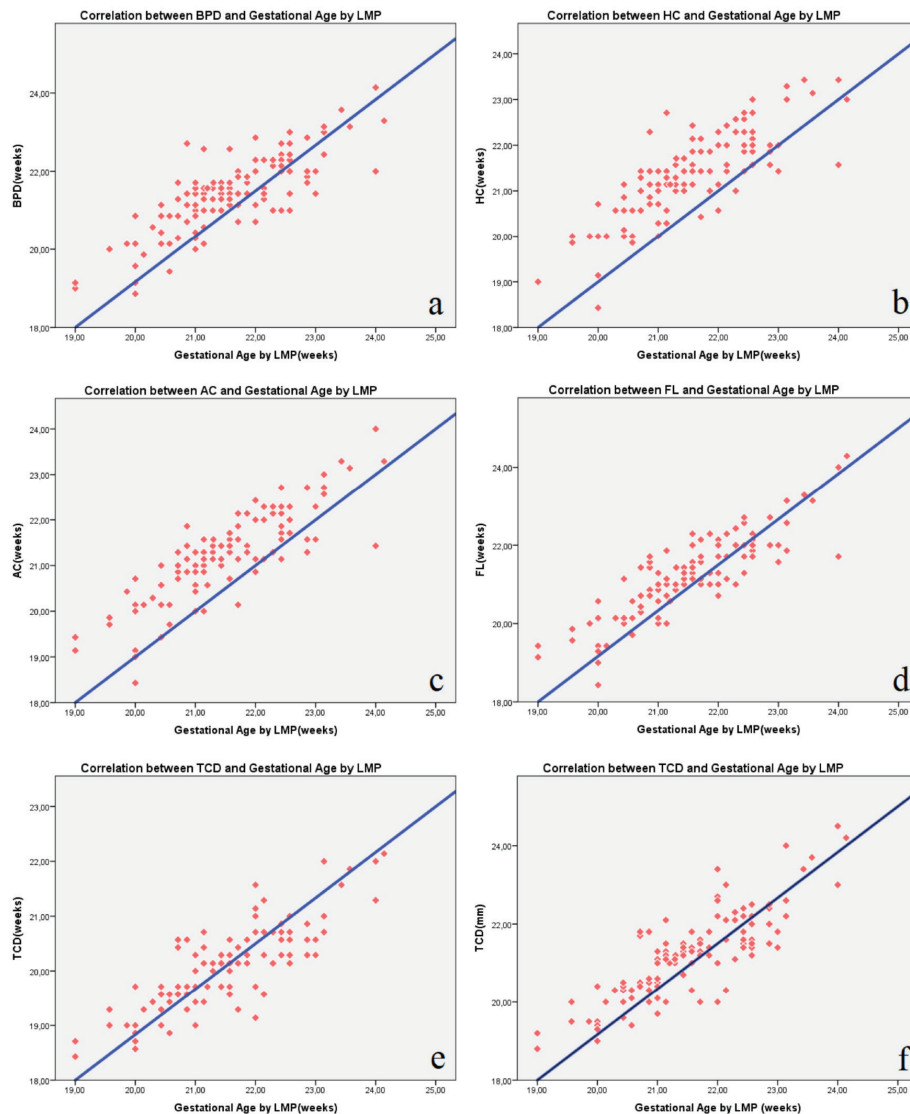 Correlation between BPD and Gestational Age by LMP
24,00
22,00
20,00
18,00
BPD(weeks)
19,00 20,00 21,00 22,00 23,00 24,00 25,00
Gestational Age by LMP(weeks)
a
Correlation between HC and Gestational Age by LMP
24,00
23,00
22,00
21,00
20,00
19,00
18,00
HC(weeks)
19,00 20,00 21,00 22,00 23,00 24,00 25,00
Gestational Age by LMP(weeks)
b
Correlation between AC and Gestational Age by LMP
24,00
23,00
22,00
21,00
20,00
19,00
18,00
AC(weeks)
19,00 20,00 21,00 22,00 23,00 24,00 25,00
Gestational Age by LMP(weeks)
c
Correlation between FL and Gestational Age by LMP
24,00
22,00
20,00
18,00
FL(weeks)
19,00 20,00 21,00 22,00 23,00 24,00 25,00
Gestational Age by LMP(weeks)
d
Correlation between TCD and Gestational Age by LMP
23,00
22,00
21,00
20,00
19,00
18,00
TCD(weeks)
19,00 20,00 21,00 22,00 23,00 24,00 25,00
Gestational Age by LMP(weeks)
e
Correlation between TCD and Gestational Age by LMP
24,00
22,00
20,00
18,00
TCD(mm)
19,00 20,00 21,00 22,00 23,00 24,00 25,00
Gestational Age by LMP(weeks)
f